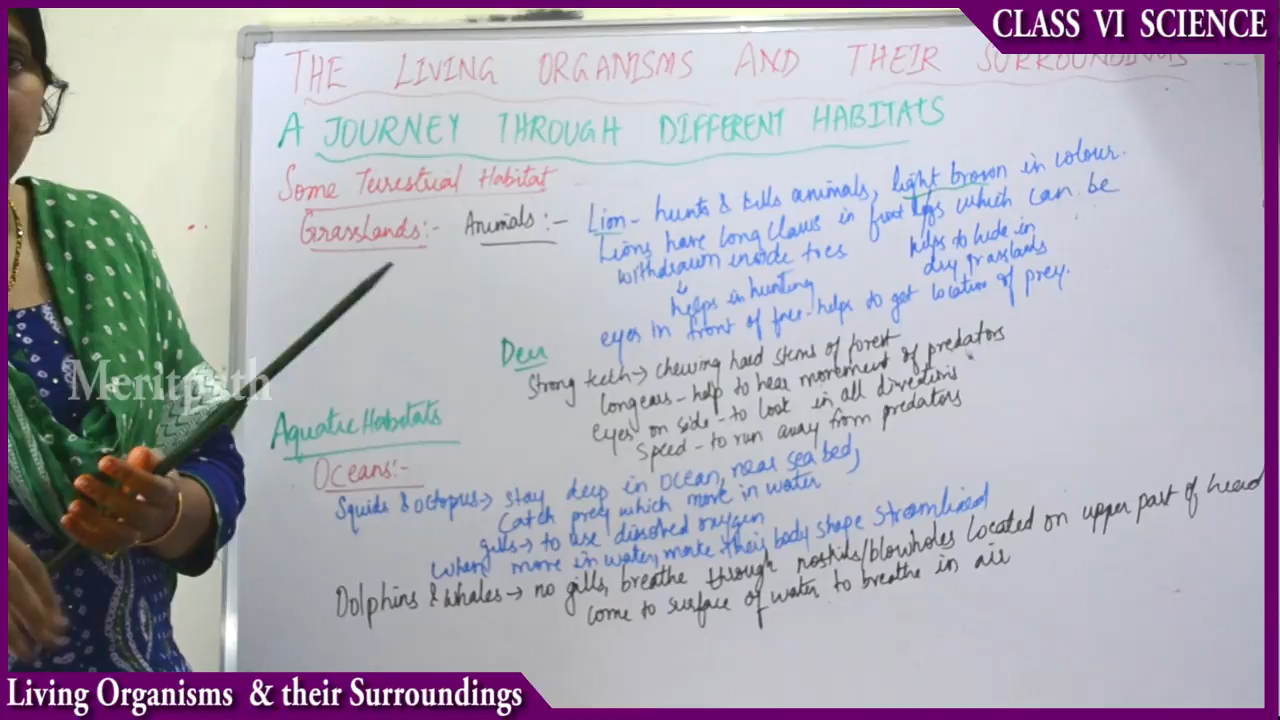 CLASS VI SCIENCE
THE LIVING ORGANISMS AND THEIR SURROUNDINGS
A JOURNEY THROUGH DIFFERENT HABITATS
Some Terrestrial Habitat
Grasslands:- Animals:- Lion - hunts & kills animals, light brown in colour.
Lions have long claws in front legs which can be
withdrawn inside toes
helps to hide in
dry grasslands
↓
helps in hunting
eyes in front of face - helps to get location of prey.
Deer
Strong teeth → chewing hard stems of forest
long ears - help to hear movement of predators
eyes on side - to look in all directions
Speed - to run away from predators
Meritpath
Aquatic Habitats
Oceans:-
Squids & octopus → stay deep in ocean, near sea bed,
Catch prey which move in water
gills → to use dissolved oxygen
when move in water, make their body shape streamlined
Dolphins & whales → no gills, breathe through nostrils/blowholes located on upper part of head
come to surface of water to breathe in air
Living Organisms & their Surroundings